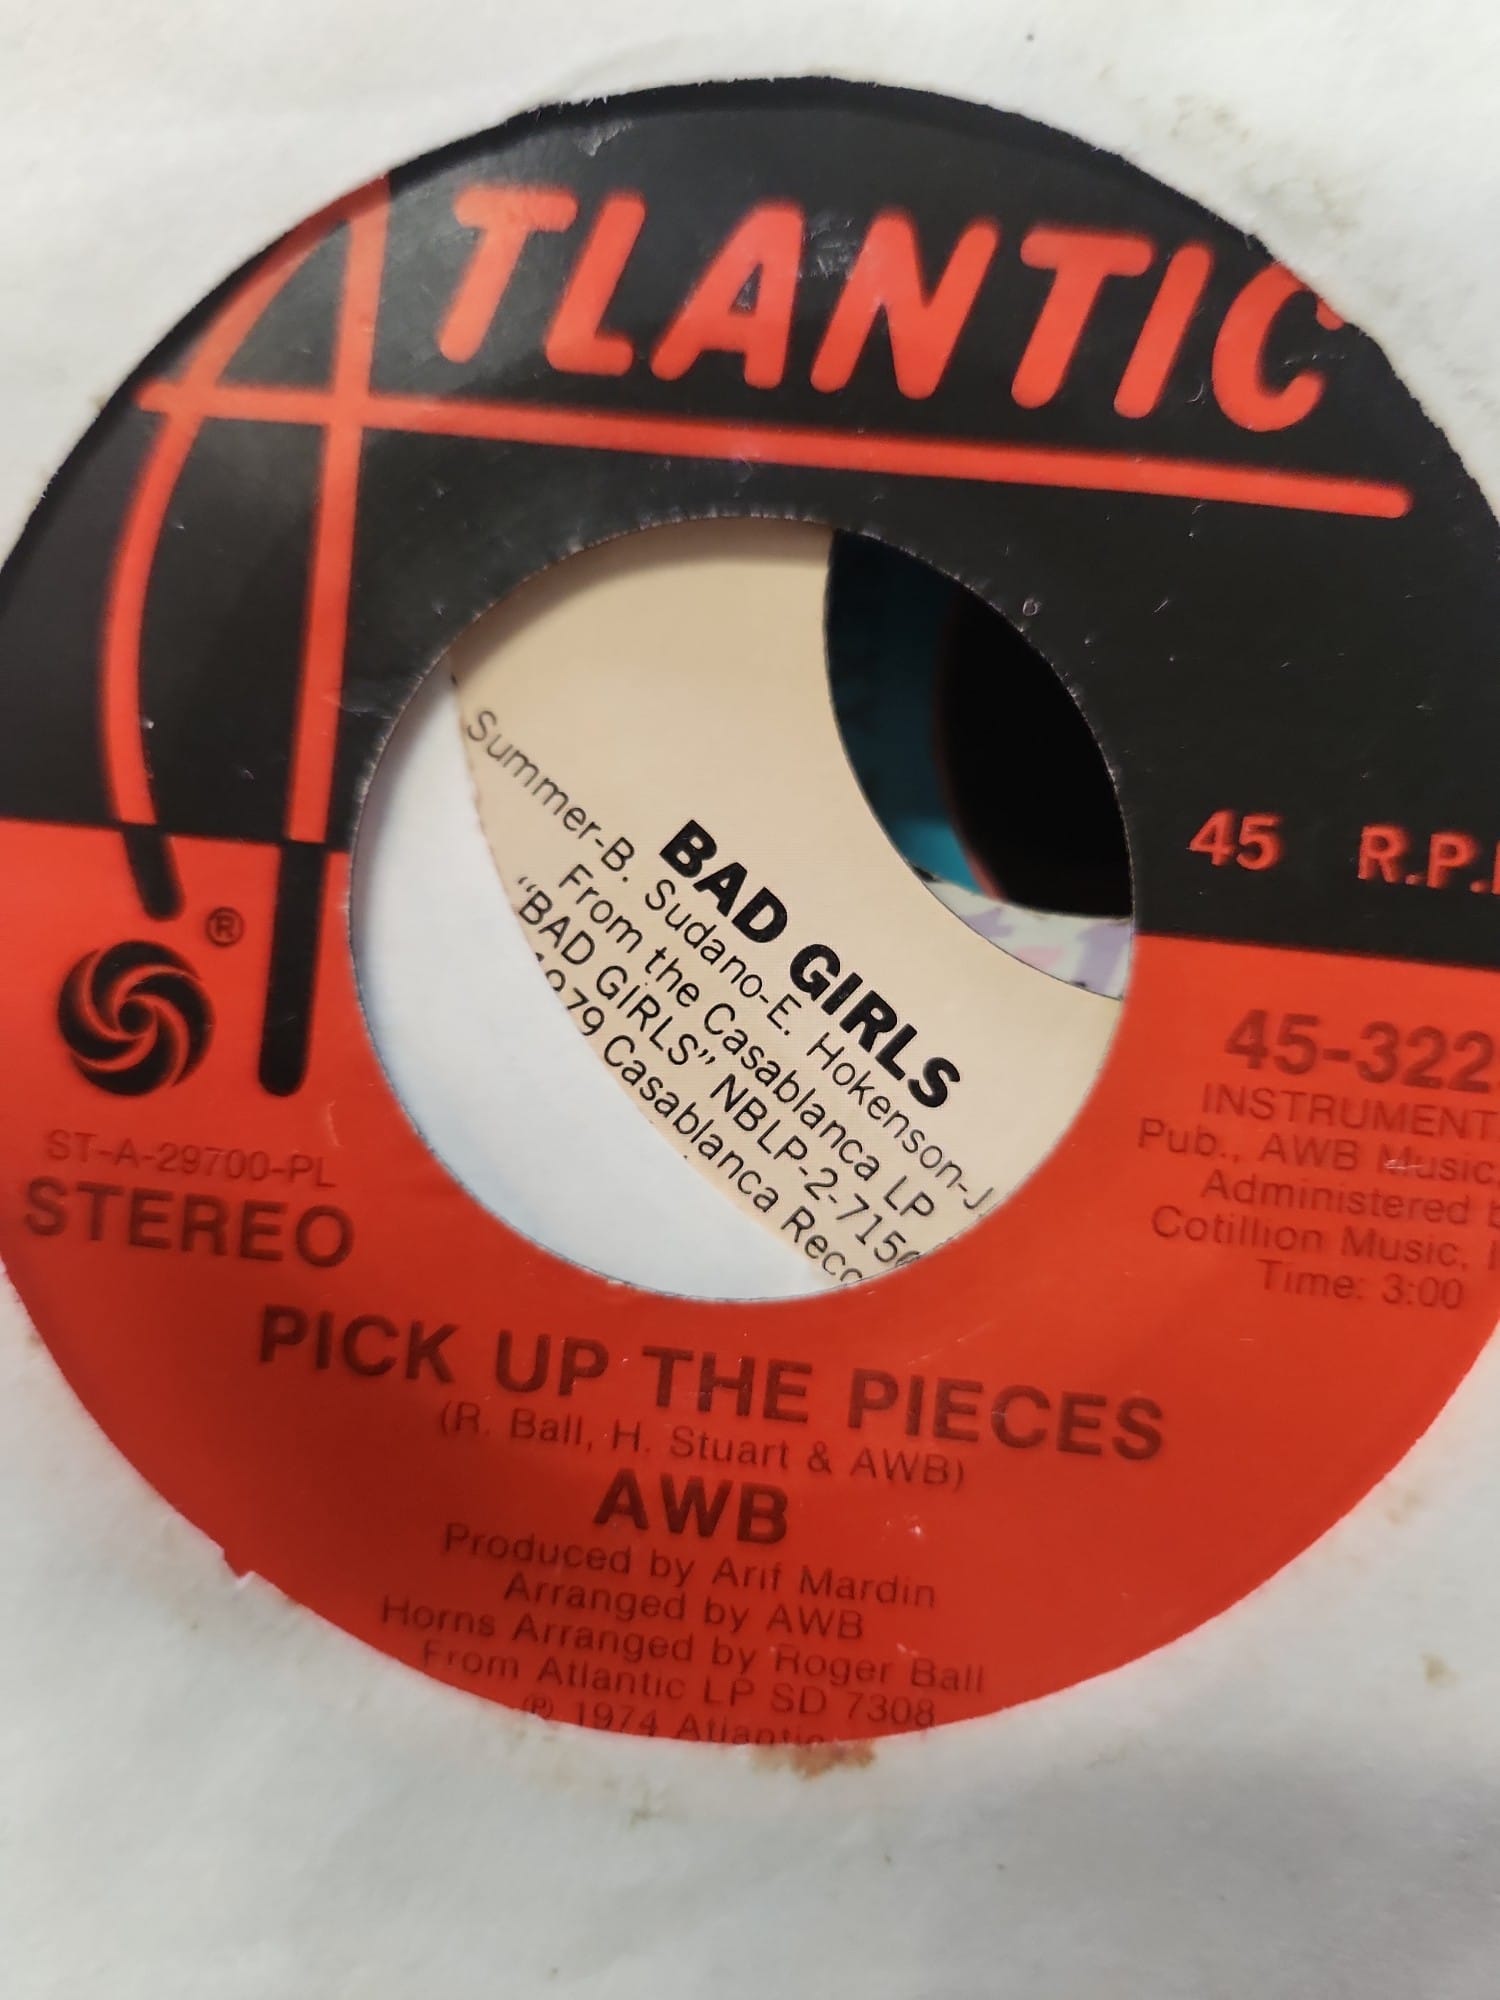 ATLANTIC
45 R.P.
®
45-322
INSTRUMENT
Pub., AWB Music,
Administered
Cotillion Music,
Time: 3:00
ST-A-29700-PL
STEREO
BAD GIRLS
Summer-B. Sudano-E. Hokenson-J.
From the Casablanca LP
"BAD GIRLS" NBLP-2-715
1979 Casablanca Reco
PICK UP THE PIECES
(R. Ball, H. Stuart & AWB)
AWB
Produced by Arif Mardin
Arranged by AWB
Horns Arranged by Roger Ball
From Atlantic LP SD 7308
℗ 1974 Atlantic